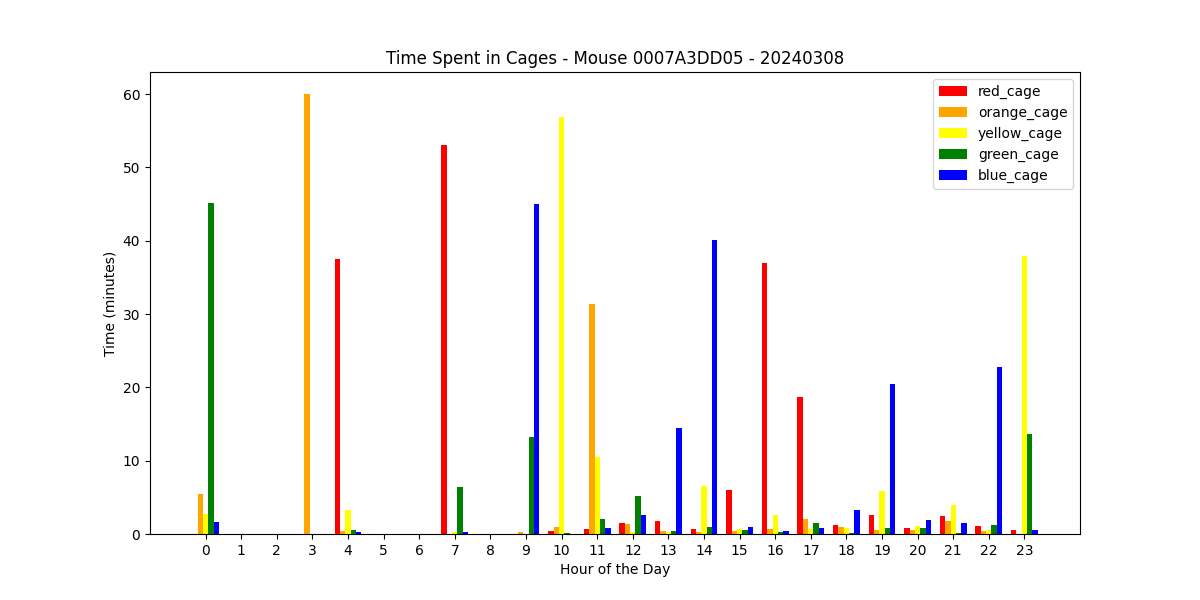 Time Spent in Cages - Mouse 0007A3DD05 - 20240308
red_cage
orange_cage
yellow_cage
green_cage
blue_cage
60
50
40
30
20
10
0
Time (minutes)
0 1 2 3 4 5 6 7 8 9 10 11 12 13 14 15 16 17 18 19 20 21 22 23
Hour of the Day